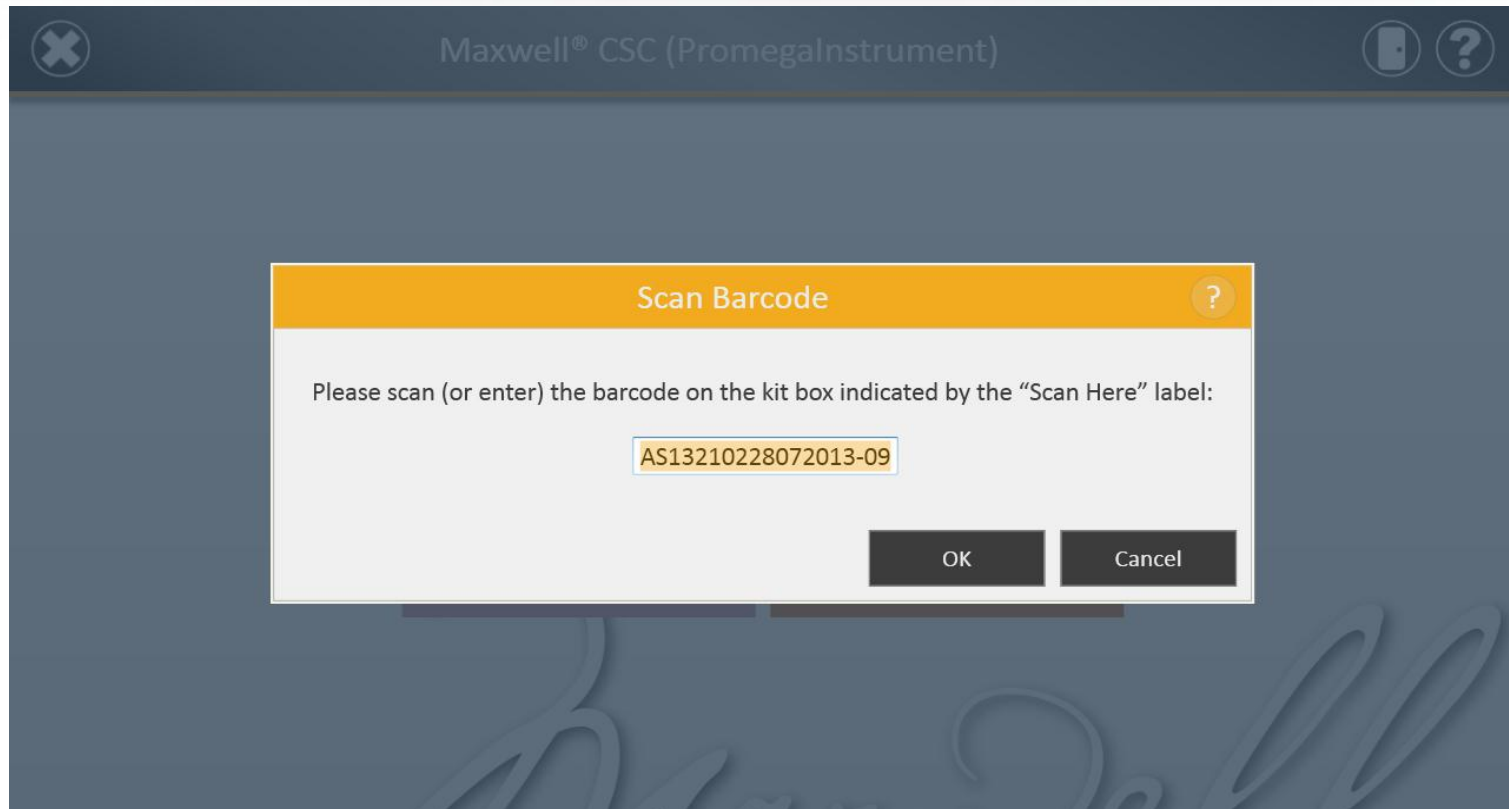 Maxwell® CSC (PromegaInstrument)
?
Scan Barcode
?
Please scan (or enter) the barcode on the kit box indicated by the “Scan Here” label:
AS13210228072013-09
OK
Cancel
Maxwell